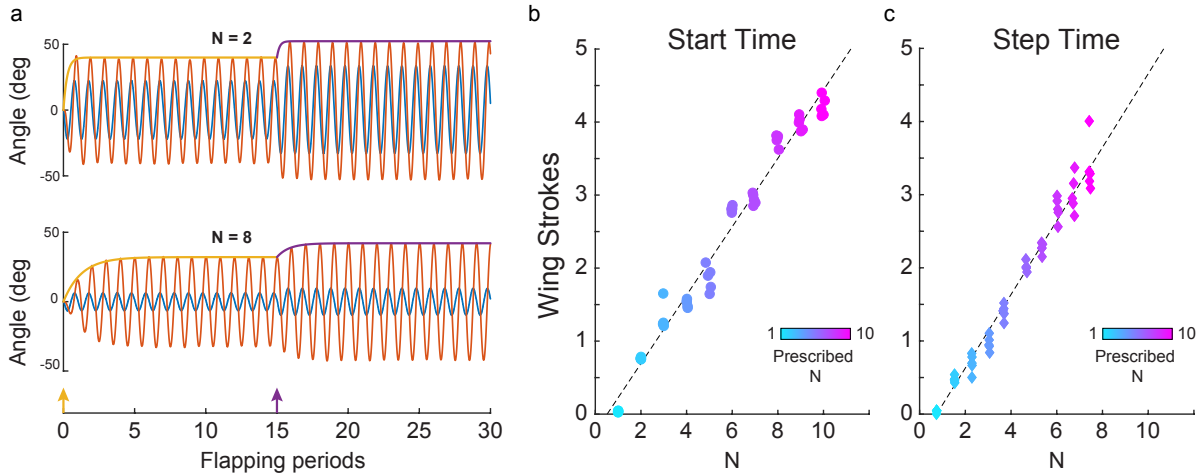 a
N = 2
50
0
-50
Angle (deg
N = 8
50
0
-50
Angle (deg
0 5 10 15 20 25 30
Flapping periods
b
Start Time
5
4
3
2
1
0
Wing Strokes
0 2 4 6 8 10
N
1 10
Prescribed
N
c
Step Time
5
4
3
2
1
0
0 2 4 6 8 10
N
1 10
Prescribed
N